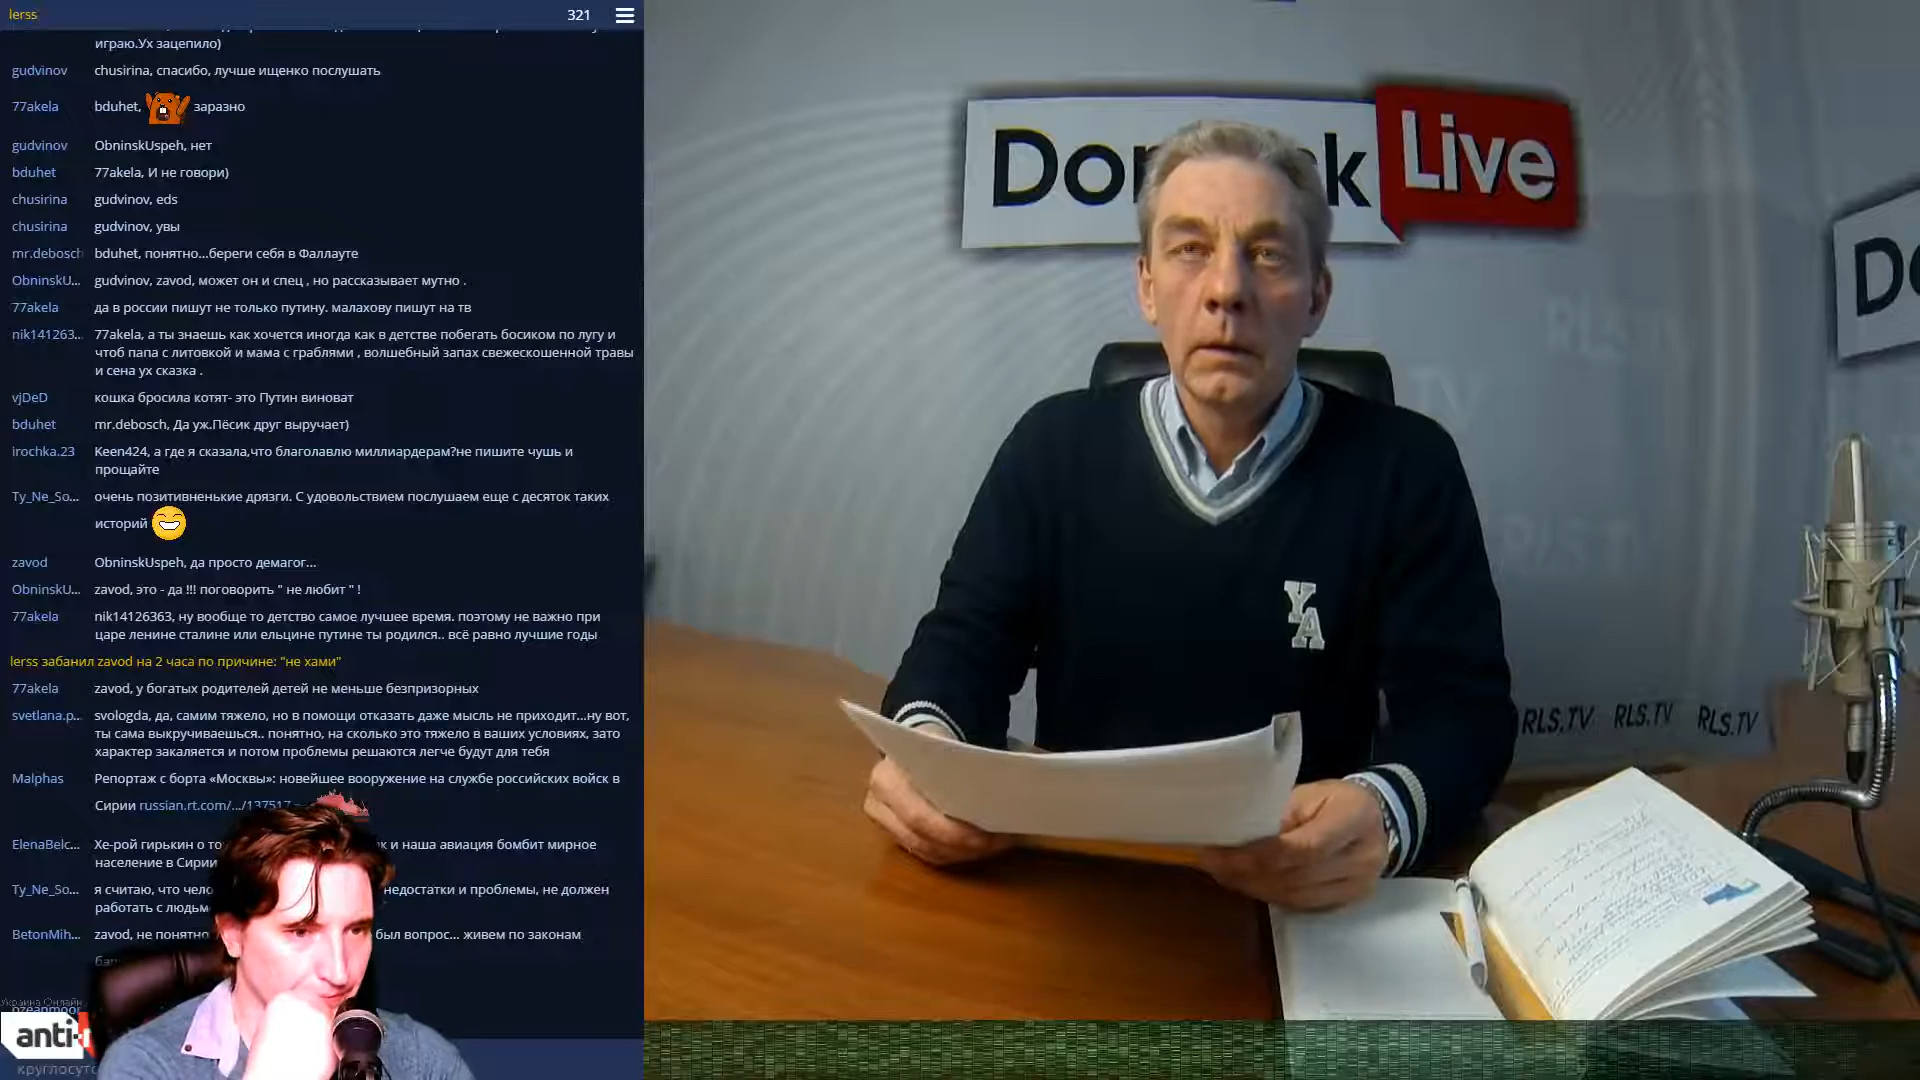 lerss
321
играю.Ух зацепило)
gudvinov chusirina, спасибо, лучше ищенко послушать
77akela bduhet, заразно
gudvinov ObninskUspeh, нет
bduhet 77akela, И не говори)
chusirina gudvinov, eds
chusirina gudvinov, увы
mr.debosch bduhet, понятно...береги себя в Фаллауте
ObninskU... gudvinov, zavod, может он и спец , но рассказывает мутно .
77akela да в россии пишут не только путину. малахову пишут на тв
nik141263... 77akela, а ты знаешь как хочется иногда как в детстве побегать босиком по лугу и
чтоб папа с литовкой и мама с граблями , волшебный запах свежескошенной травы
и сена ух сказка .
vjDeD кошка бросила котят- это Путин виноват
bduhet mr.debosch, Да уж.Пёсик друг выручает)
irochka.23 Keen424, а где я сказала,что благолавлю миллиардерам?не пишите чушь и
прощайте
Ty_Ne_So... очень позитивненькие дрязги. С удовольствием послушаем еще с десяток таких
историй
zavod ObninskUspeh, да просто демагог...
ObninskU... zavod, это - да !!! поговорить " не любит " !
77akela nik14126363, ну вообще то детство самое лучшее время. поэтому не важно при
царе ленине сталине или ельцине путине ты родился.. всё равно лучшие годы
lerss забанил zavod на 2 часа по причине: "не хами"
77akela zavod, у богатых родителей детей не меньше безпризорных
svetlana.p... svologda, да, самим тяжело, но в помощи отказать даже мысль не приходит...ну вот,
ты сама выкручиваешься.. понятно, на сколько это тяжело в ваших условиях, зато
характер закаляется и потом проблемы решаются легче будут для тебя
Malphas Репортаж с борта «Москвы»: новейшее вооружение на службе российских войск в
Сирии russian.rt.com/.../137517
ElenaBelc... Хе-рой гирькин о то и наша авиация бомбит мирное
население в Сирии
Ty_Ne_So... я считаю, что чело недостатки и проблемы, не должен
работать с людьм
BetonMih... zavod, не понятно был вопрос... живем по законам
Украина Онлайн
anti-
круглосут
Don k Live
Do
YA
RLS.TV RLS.TV RLS.TV